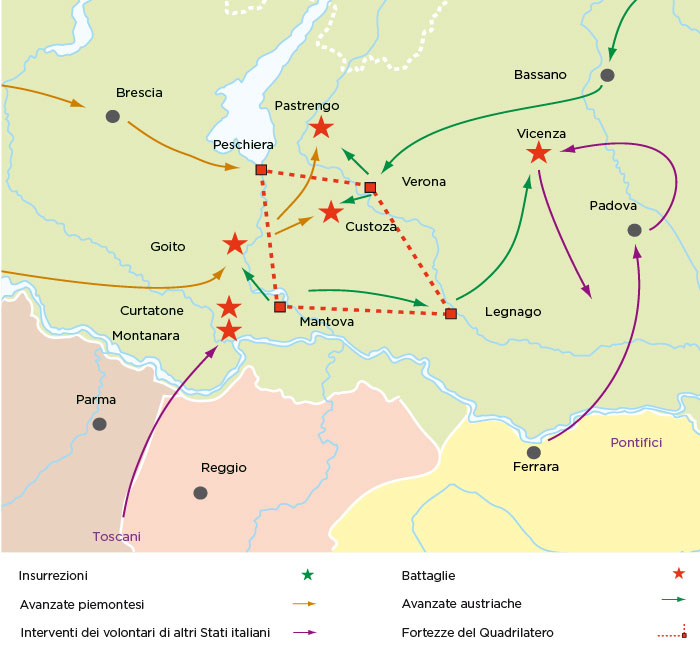 Bassano
Brescia
Pastrengo
Vicenza
Peschiera
Verona
Padova
Custoza
Goito
Curtatone
Legnago
Mantova
Montanara
Parma
Pontifici
Reggio
Ferrara
Toscani
Insurrezioni
Battaglie
Avanzate piemontesi
Avanzate austriache
Interventi dei volontari di altri Stati italiani
Fortezze del Quadrilatero